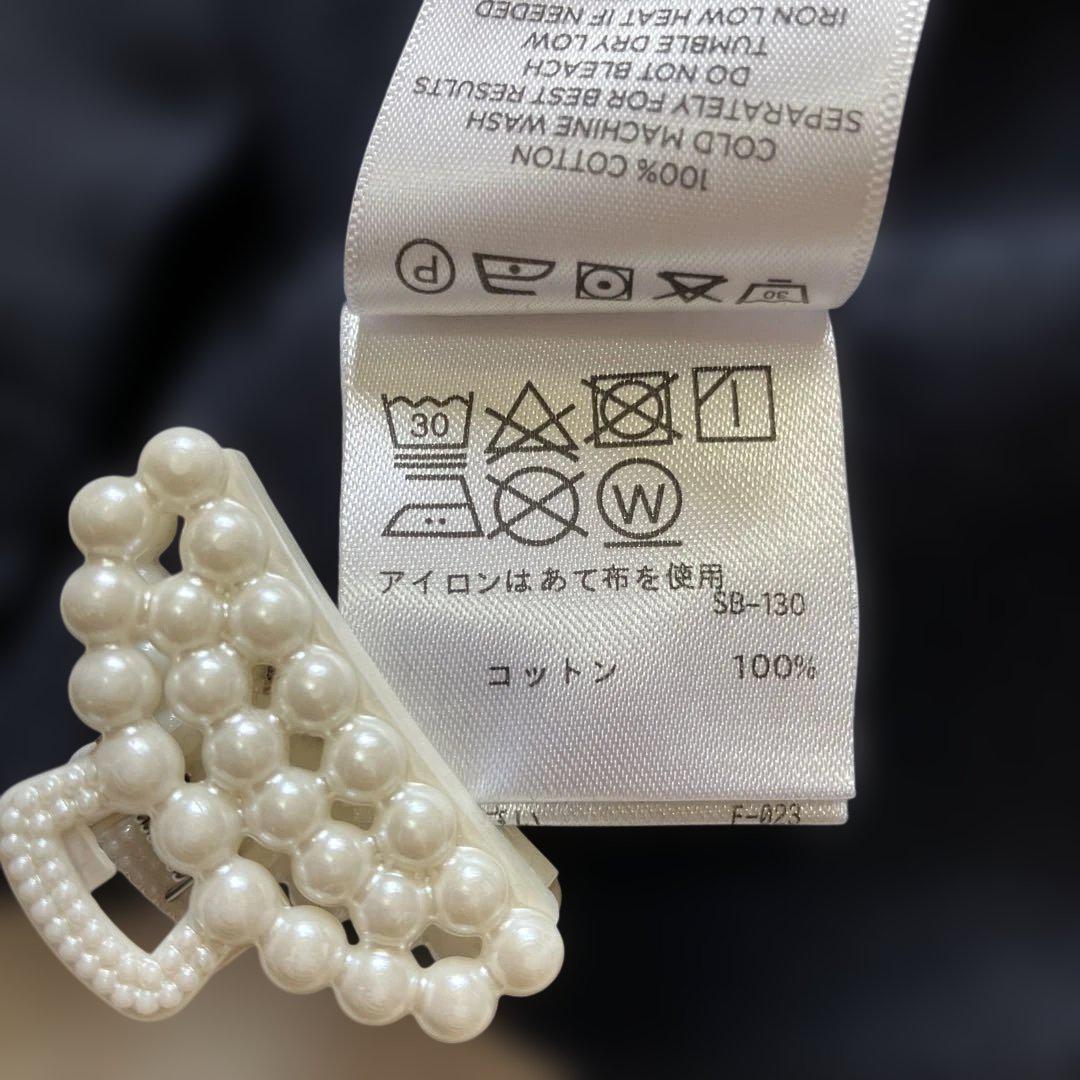 30 P
100% COTTON
COLD MACHINE WASH
SEPARATELY FOR BEST RESULTS
DO NOT BLEACH
TUMBLE DRY LOW
IRON LOW HEAT IF NEEDED
30
W
アイロンはあて布を使用
SB-130
コットン 100%
F-023